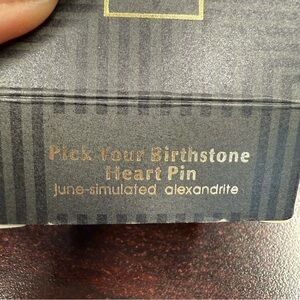 Pick Your Birthstone
Heart Pin
june-simulated alexandrite